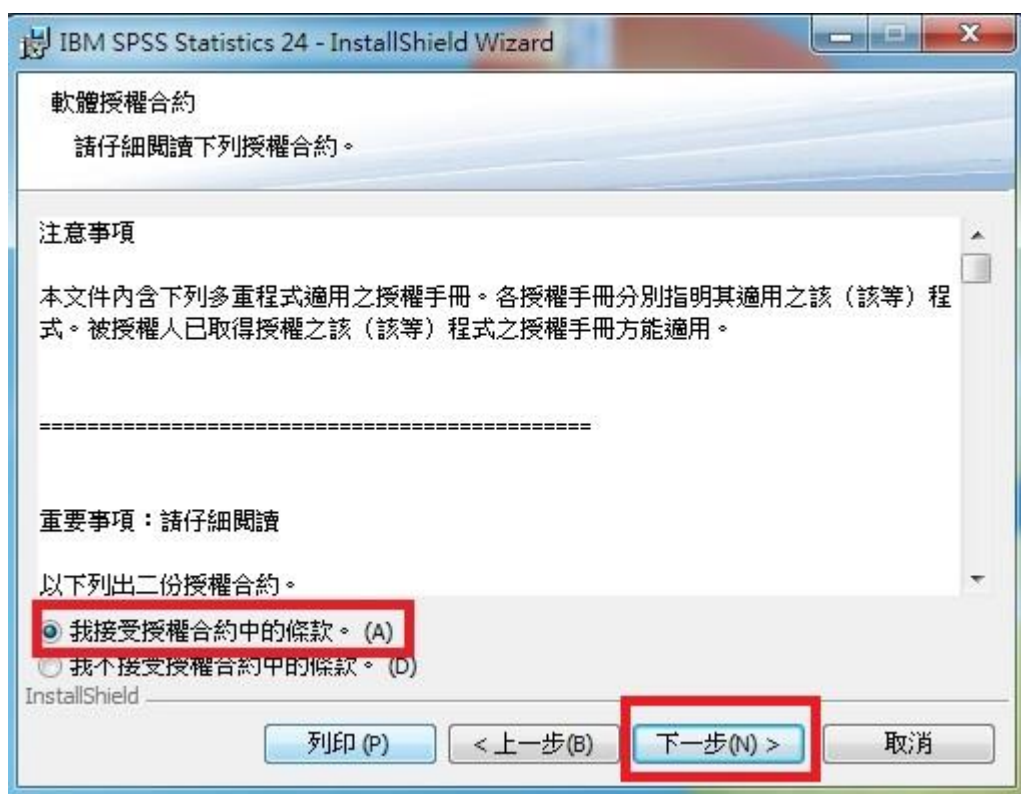 IBM SPSS Statistics 24 - InstallShield Wizard
軟體授權合約
請仔細閱讀下列授權合約。
注意事項
本文件內含下列多重程式適用之授權手冊。各授權手冊分別指明其適用之該（該等）程
式。被授權人已取得授權之該（該等）程式之授權手冊方能適用。
==============================================
重要事項：請仔細閱讀
以下列出二份授權合約。
我接受授權合約中的條款。 (A)
我不接受授權合約中的條款。 (D)
InstallShield
列印 (P)
< 上一步(B)
下一步(N) >
取消